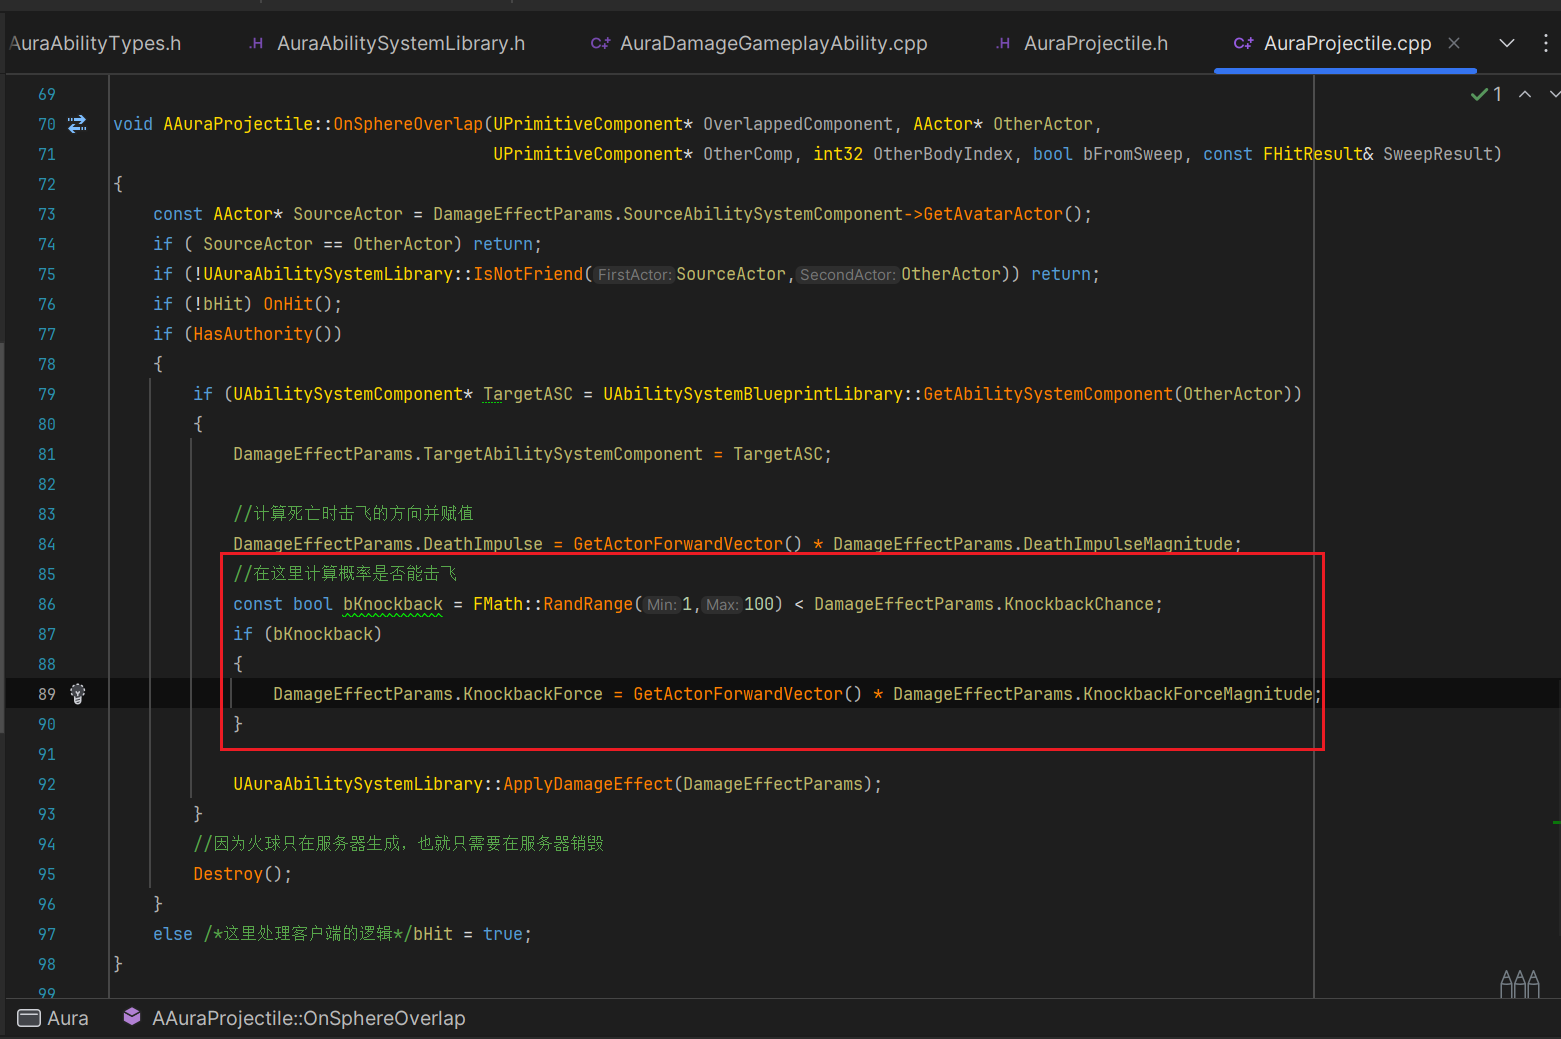 AuraAbilityTypes.h
.H AuraAbilitySystemLibrary.h
C++ AuraDamageGameplayAbility.cpp
.H AuraProjectile.h
C++ AuraProjectile.cpp
1
69
70 void AAuraProjectile::OnSphereOverlap(UPrimitiveComponent* OverlappedComponent, AActor* OtherActor,
71 UPrimitiveComponent* OtherComp, int32 OtherBodyIndex, bool bFromSweep, const FHitResult& SweepResult)
72 {
73 const AActor* SourceActor = DamageEffectParams.SourceAbilitySystemComponent->GetAvatarActor();
74 if ( SourceActor == OtherActor) return;
75 if (!UAuraAbilitySystemLibrary::IsNotFriend( FirstActor: SourceActor, SecondActor: OtherActor)) return;
76 if (!bHit) OnHit();
77 if (HasAuthority())
78 {
79 if (UAbilitySystemComponent* TargetASC = UAbilitySystemBlueprintLibrary::GetAbilitySystemComponent(OtherActor))
80 {
81 DamageEffectParams.TargetAbilitySystemComponent = TargetASC;
82
83 //计算死亡时击飞的方向并赋值
84 DamageEffectParams.DeathImpulse = GetActorForwardVector() * DamageEffectParams.DeathImpulseMagnitude;
85 //在这里计算概率是否能击飞
86 const bool bKnockback = FMath::RandRange( Min: 1, Max: 100) < DamageEffectParams.KnockbackChance;
87 if (bKnockback)
88 {
89 DamageEffectParams.KnockbackForce = GetActorForwardVector() * DamageEffectParams.KnockbackForceMagnitude;
90 }
91
92 UAuraAbilitySystemLibrary::ApplyDamageEffect(DamageEffectParams);
93 }
94 //因为火球只在服务器生成，也就只需要在服务器销毁
95 Destroy();
96 }
97 else /*这里处理客户端的逻辑*/bHit = true;
98 }
99
Aura
AAuraProjectile::OnSphereOverlap